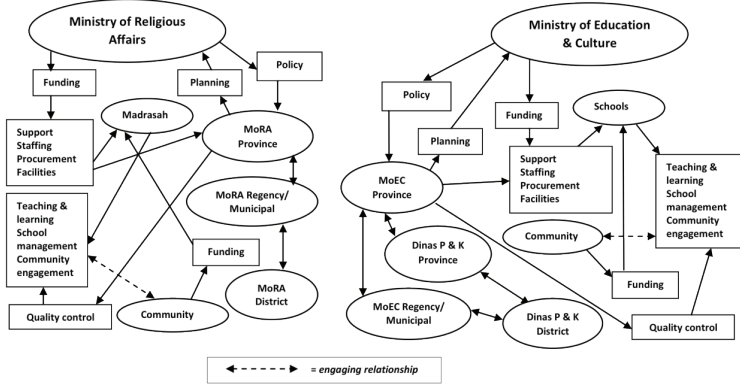 Ministry of Religious
Affairs
Funding
Planning
Policy
Madrasah
MoRA
Province
Support
Staffing
Procurement
Facilities
MoRA Regency/
Municipal
Teaching &
learning
School
management
Community
engagement
Funding
MoRA
District
Quality control
Community
Ministry of Education
& Culture
Policy
Planning
Funding
Schools
Support
Staffing
Procurement
Facilities
Teaching &
learning
School
management
Community
engagement
MoEC
Province
Community
Dinas P & K
Province
Funding
MoEC Regency/
Municipal
Dinas P & K
District
Quality control
= engaging relationship